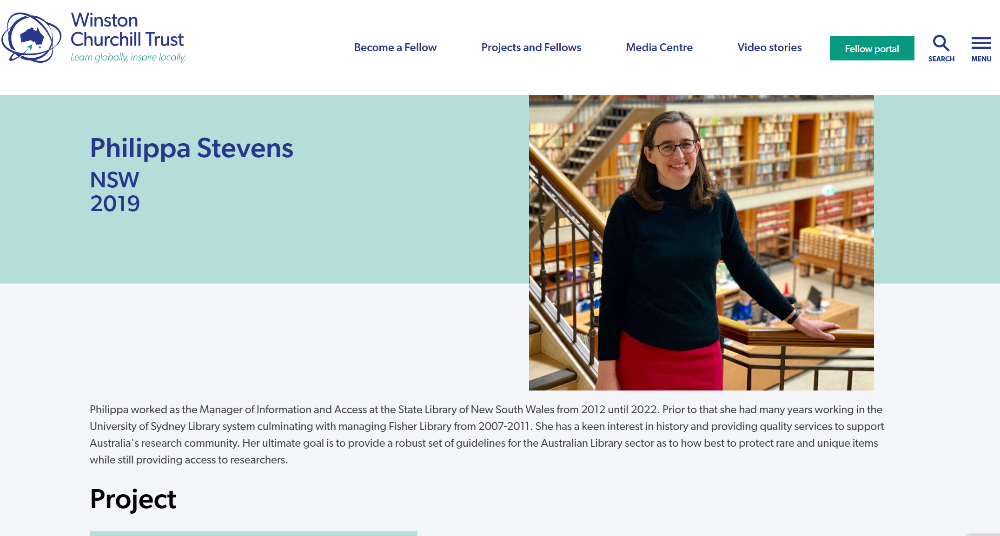 Winston
Churchill Trust
Learn globally, inspire locally.
Become a Fellow
Projects and Fellows
Media Centre
Video stories
Fellow portal
SEARCH
MENU
Philippa Stevens
NSW
2019
Philippa worked as the Manager of Information and Access at the State Library of New South Wales from 2012 until 2022. Prior to that she had many years working in the
University of Sydney Library system culminating with managing Fisher Library from 2007-2011. She has a keen interest in history and providing quality services to support
Australia's research community. Her ultimate goal is to provide a robust set of guidelines for the Australian Library sector as to how best to protect rare and unique items
while still providing access to researchers.
Project